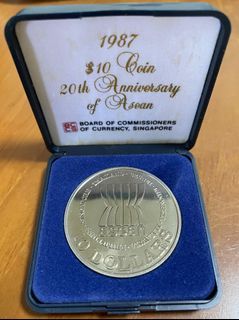 1987
$10 Coin
20th Anniversary
of Asean
BOARD OF COMMISSIONERS
OF CURRENCY, SINGAPORE
10 DOLLARS